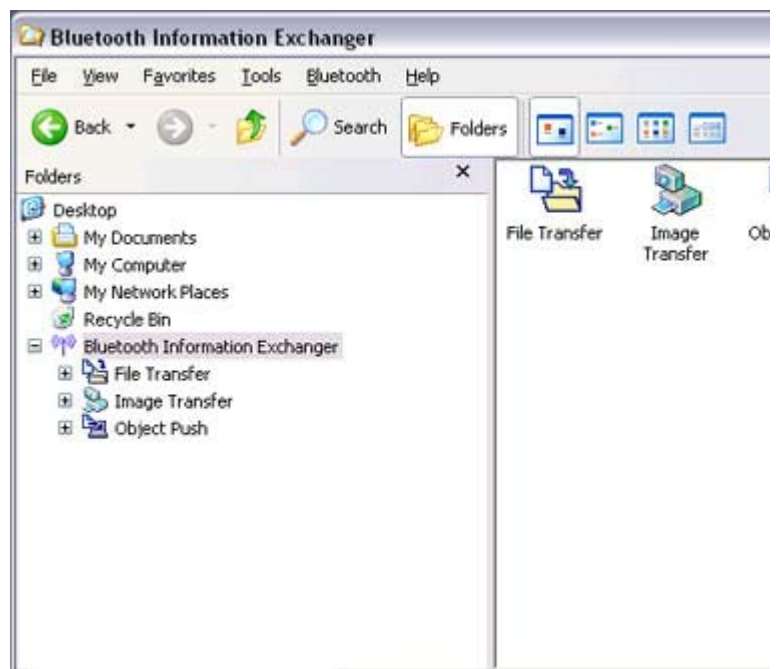 Bluetooth Information Exchanger
File View Favorites Tools Bluetooth Help
Back Search Folders
Folders
Desktop
My Documents
My Computer
My Network Places
Recycle Bin
Bluetooth Information Exchanger
File Transfer
Image Transfer
Object Push
File Transfer
Image
Transfer
Ob